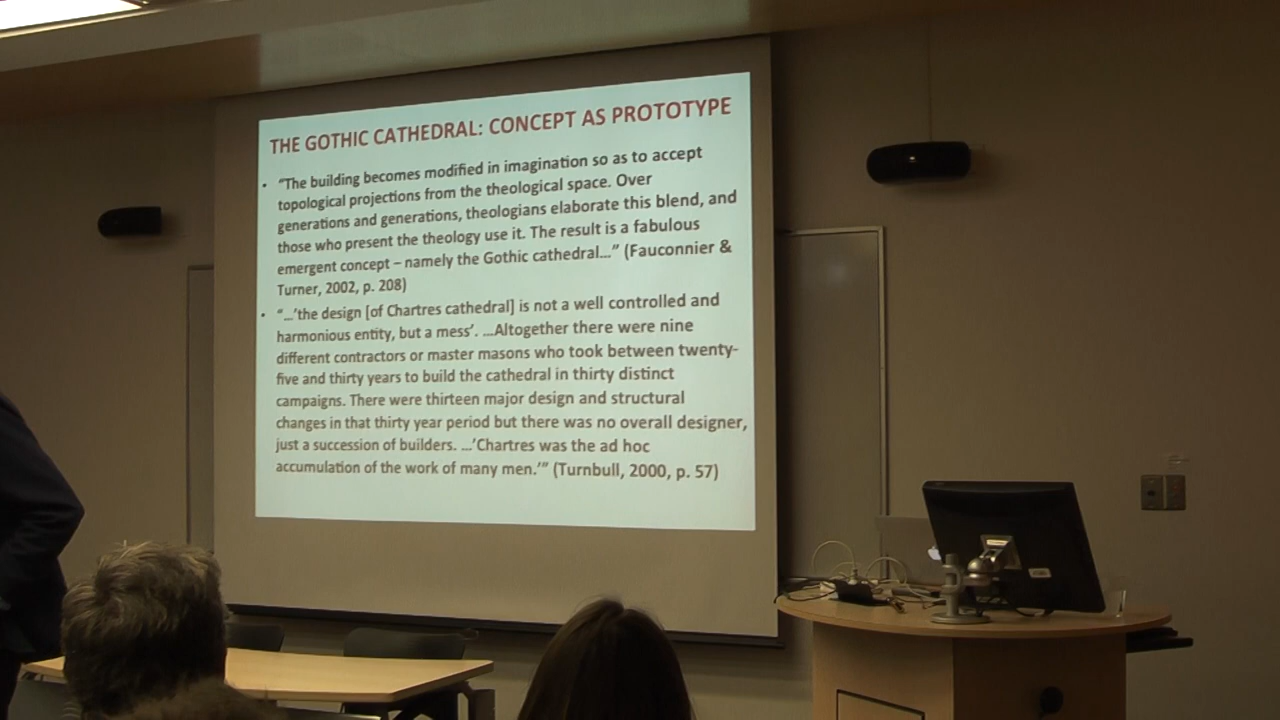 THE GOTHIC CATHEDRAL: CONCEPT AS PROTOTYPE
• "The building becomes modified in imagination so as to accept
topological projections from the theological space. Over
generations and generations, theologians elaborate this blend, and
those who present the theology use it. The result is a fabulous
emergent concept – namely the Gothic cathedral…" (Fauconnier &
Turner, 2002, p. 208)
• "…'the design [of Chartres cathedral] is not a well controlled and
harmonious entity, but a mess'. …Altogether there were nine
different contractors or master masons who took between twenty-
five and thirty years to build the cathedral in thirty distinct
campaigns. There were thirteen major design and structural
changes in that thirty year period but there was no overall designer,
just a succession of builders. …'Chartres was the ad hoc
accumulation of the work of many men.'" (Turnbull, 2000, p. 57)